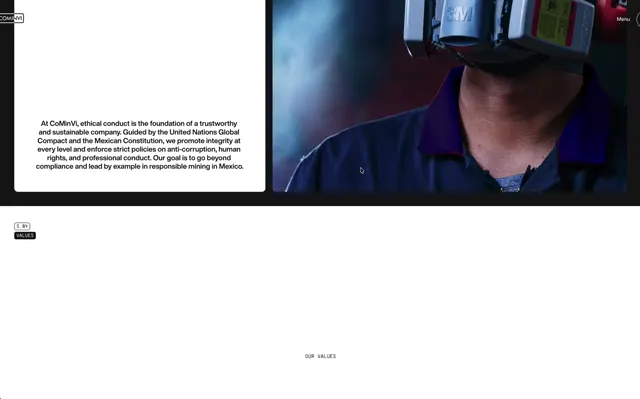 COMINVI
Menu
3M
At CoMinVi, ethical conduct is the foundation of a trustworthy
and sustainable company. Guided by the United Nations Global
Compact and the Mexican Constitution, we promote integrity at
every level and enforce strict policies on anti-corruption, human
rights, and professional conduct. Our goal is to go beyond
compliance and lead by example in responsible mining in Mexico.
VALUES
OUR VALUES